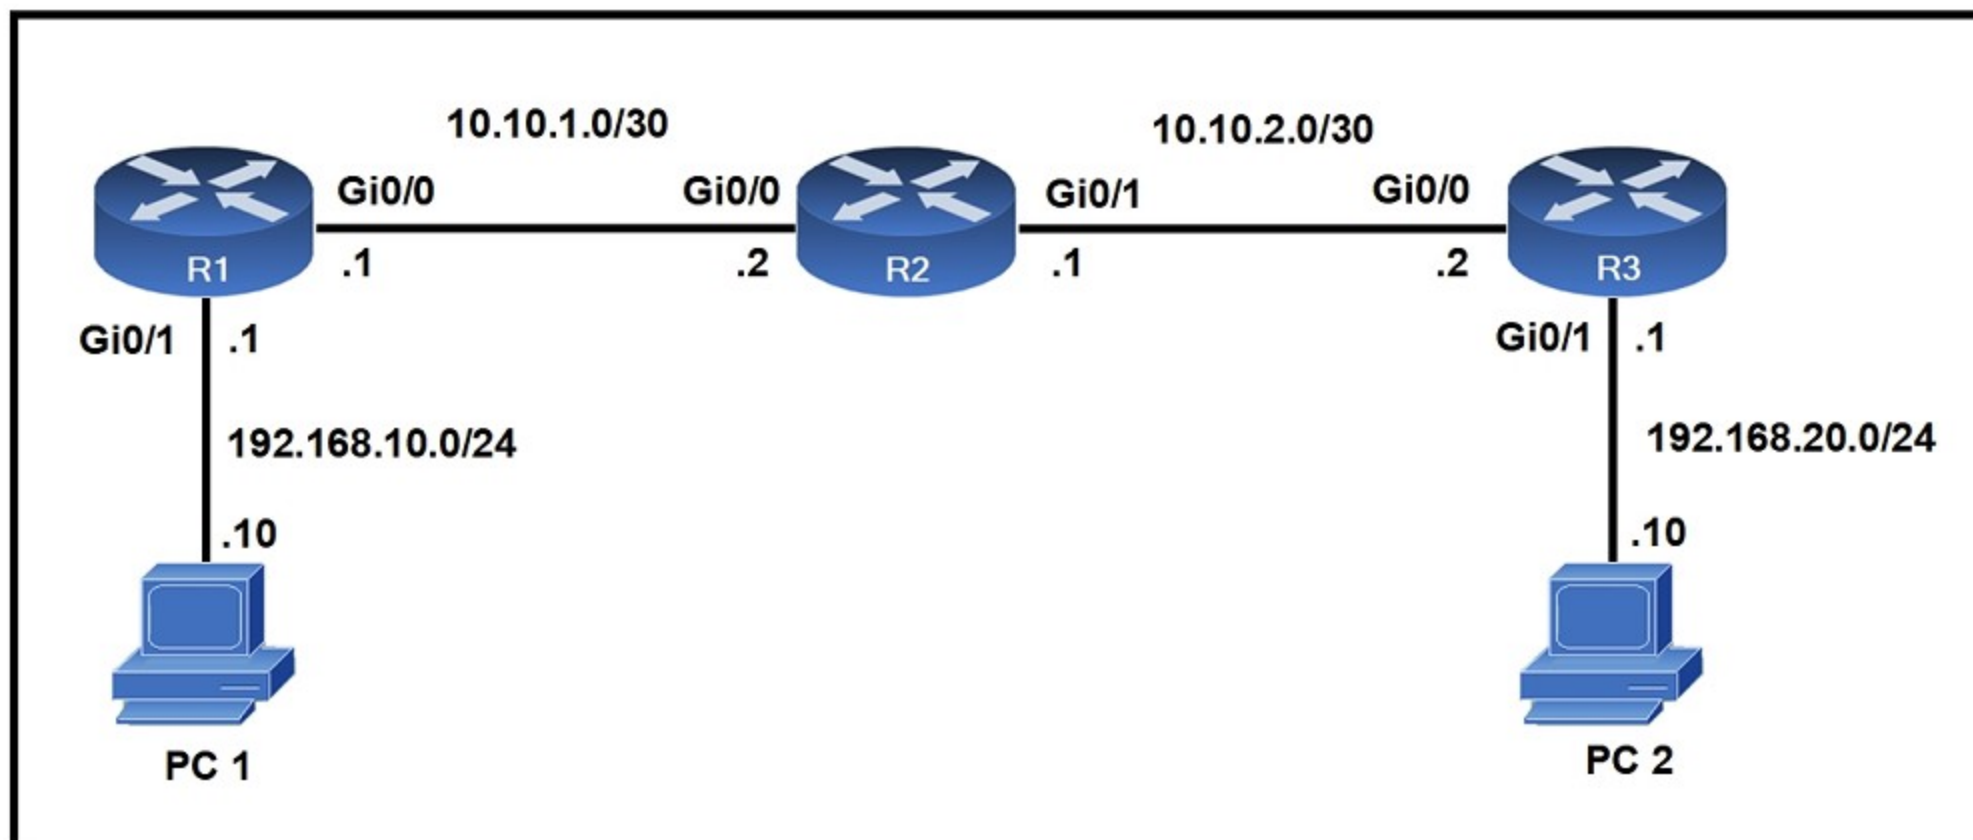 10.10.1.0/30
10.10.2.0/30
Gi0/0
Gi0/0
Gi0/1
Gi0/0
R1
.1
.2
R2
.1
.2
R3
Gi0/1
.1
Gi0/1
.1
192.168.10.0/24
192.168.20.0/24
.10
.10
PC 1
PC 2